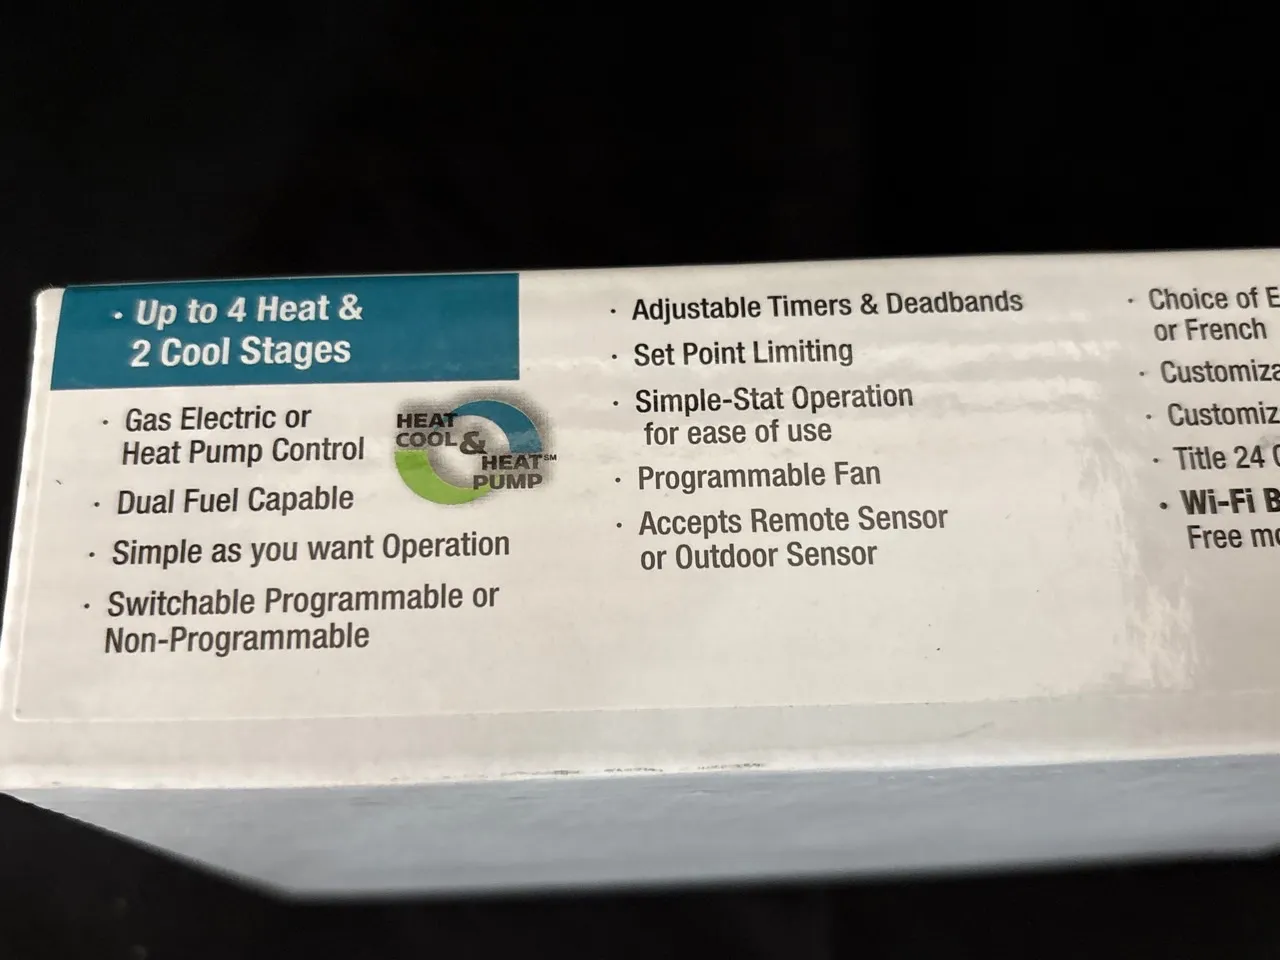 · Up to 4 Heat &
2 Cool Stages
· Gas Electric or
Heat Pump Control
· Dual Fuel Capable
· Simple as you want Operation
· Switchable Programmable or
Non-Programmable
HEAT
COOL &
HEAT℠
PUMP
· Adjustable Timers & Deadbands
· Set Point Limiting
· Simple-Stat Operation
for ease of use
· Programmable Fan
· Accepts Remote Sensor
or Outdoor Sensor
· Choice of
or French
·
·
· Title 24
· Wi-Fi
Free